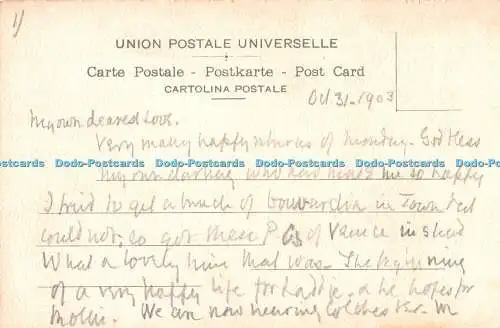 1/
UNION POSTALE UNIVERSELLE
Carte Postale - Postkarte - Post Card
CARTOLINA POSTALE
Oct. 31-1903
My own dearest love.
Very many happy returns of Monday. God bless
Dodo-Postcards Dodo-Postcards Dodo-Postcards Dodo-Postcards Dodo-Postcards Dodo-Postcards
my own darling who has made me so happy
I tried to get a bunch of bouvardia in Town but
could not, so got these P Cs of Venice instead
What a lovely time that was. The beginning
of a very happy life for Laddie. & he hopes for
Mollie. We are now nearing Colchester. W